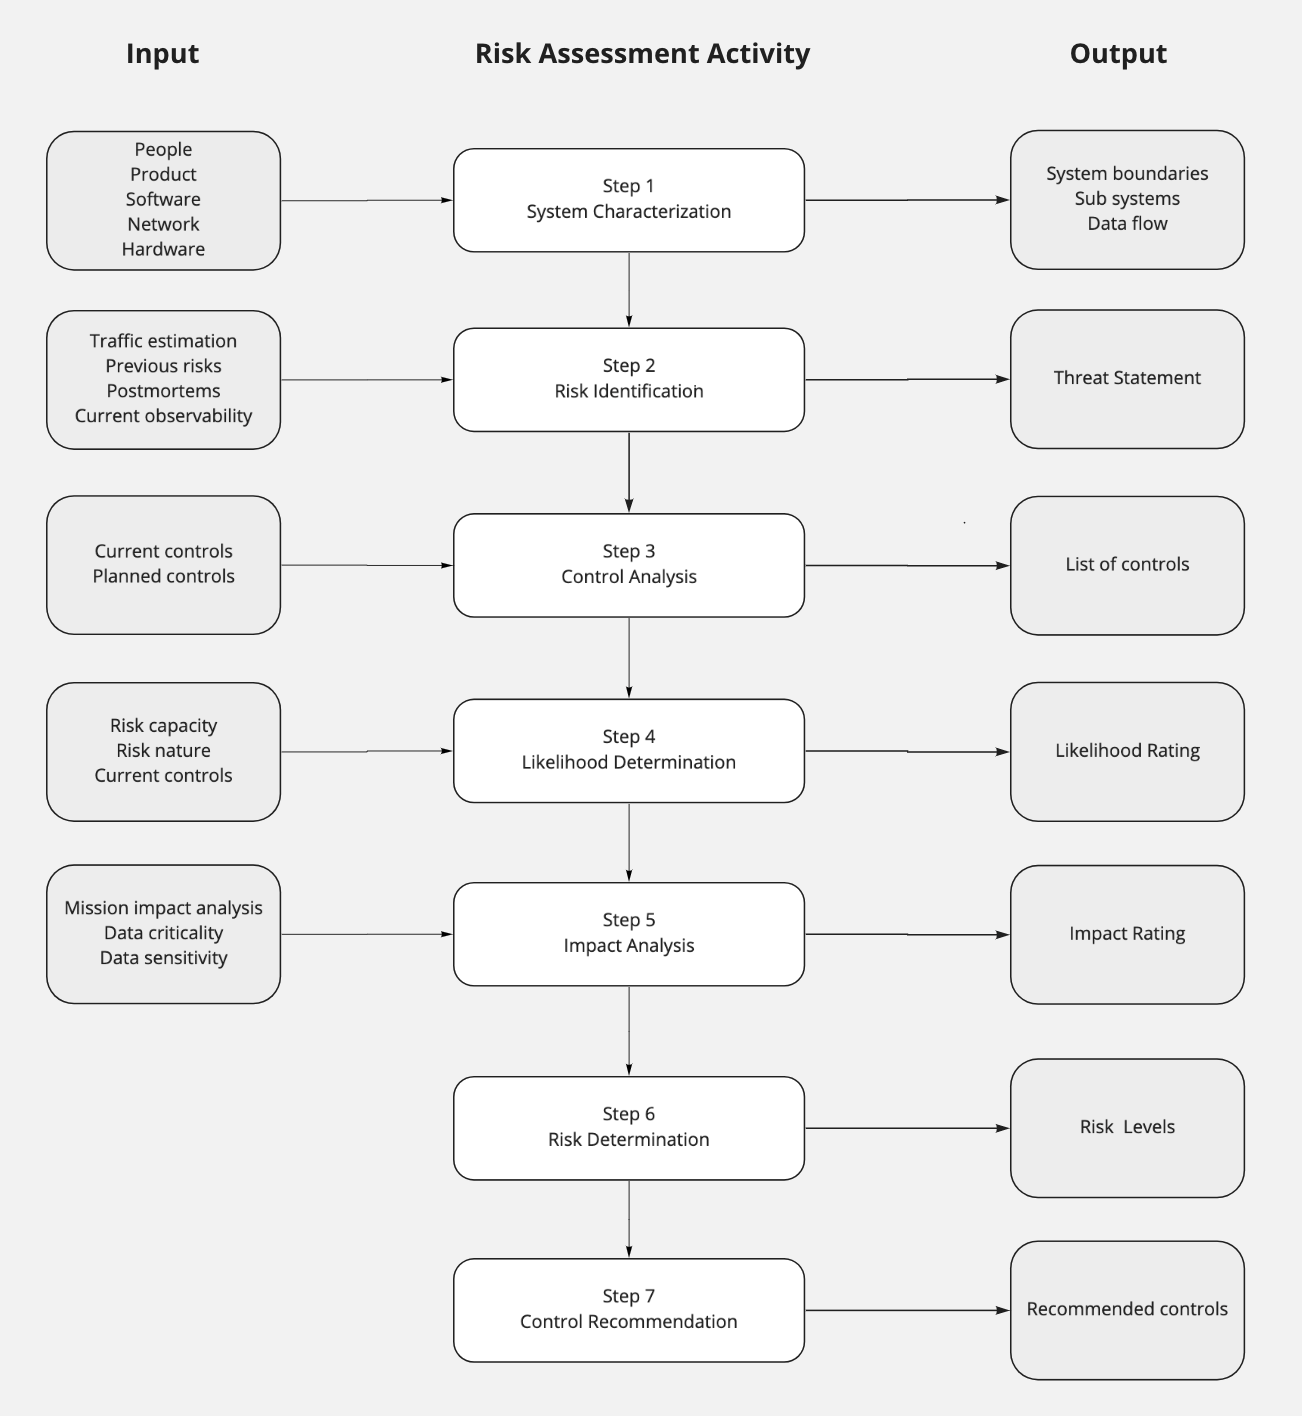 Input
Risk Assessment Activity
Output
People
Product
Software
Network
Hardware
Step 1
System Characterization
System boundaries
Sub systems
Data flow
Traffic estimation
Previous risks
Postmortems
Current observability
Step 2
Risk Identification
Threat Statement
Current controls
Planned controls
Step 3
Control Analysis
List of controls
Risk capacity
Risk nature
Current controls
Step 4
Likelihood Determination
Likelihood Rating
Mission impact analysis
Data criticality
Data sensitivity
Step 5
Impact Analysis
Impact Rating
Step 6
Risk Determination
Risk  Levels
Step 7
Control Recommendation
Recommended controls